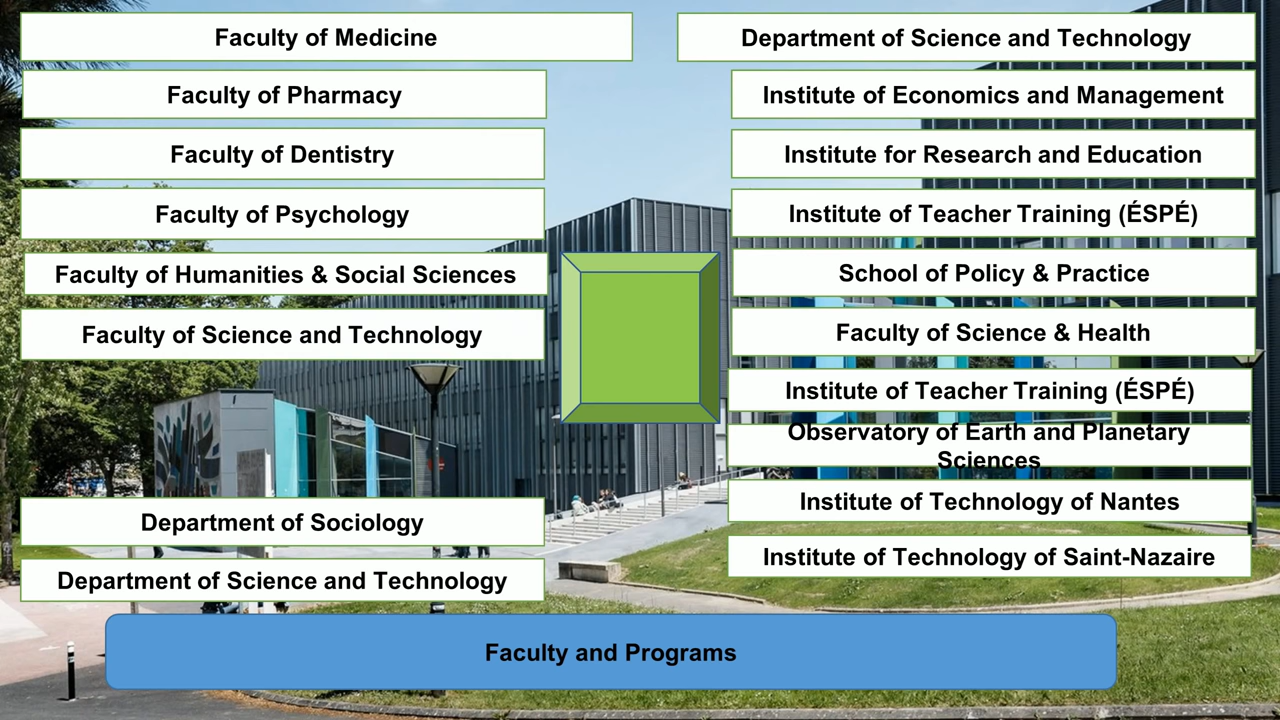 Faculty of Medicine
Faculty of Pharmacy
Faculty of Dentistry
Faculty of Psychology
Faculty of Humanities & Social Sciences
Faculty of Science and Technology
Department of Sociology
Department of Science and Technology
Department of Science and Technology
Institute of Economics and Management
Institute for Research and Education
Institute of Teacher Training (ÉSPÉ)
School of Policy & Practice
Faculty of Science & Health
Institute of Teacher Training (ÉSPÉ)
Observatory of Earth and Planetary
Sciences
Institute of Technology of Nantes
Institute of Technology of Saint-Nazaire
Faculty and Programs